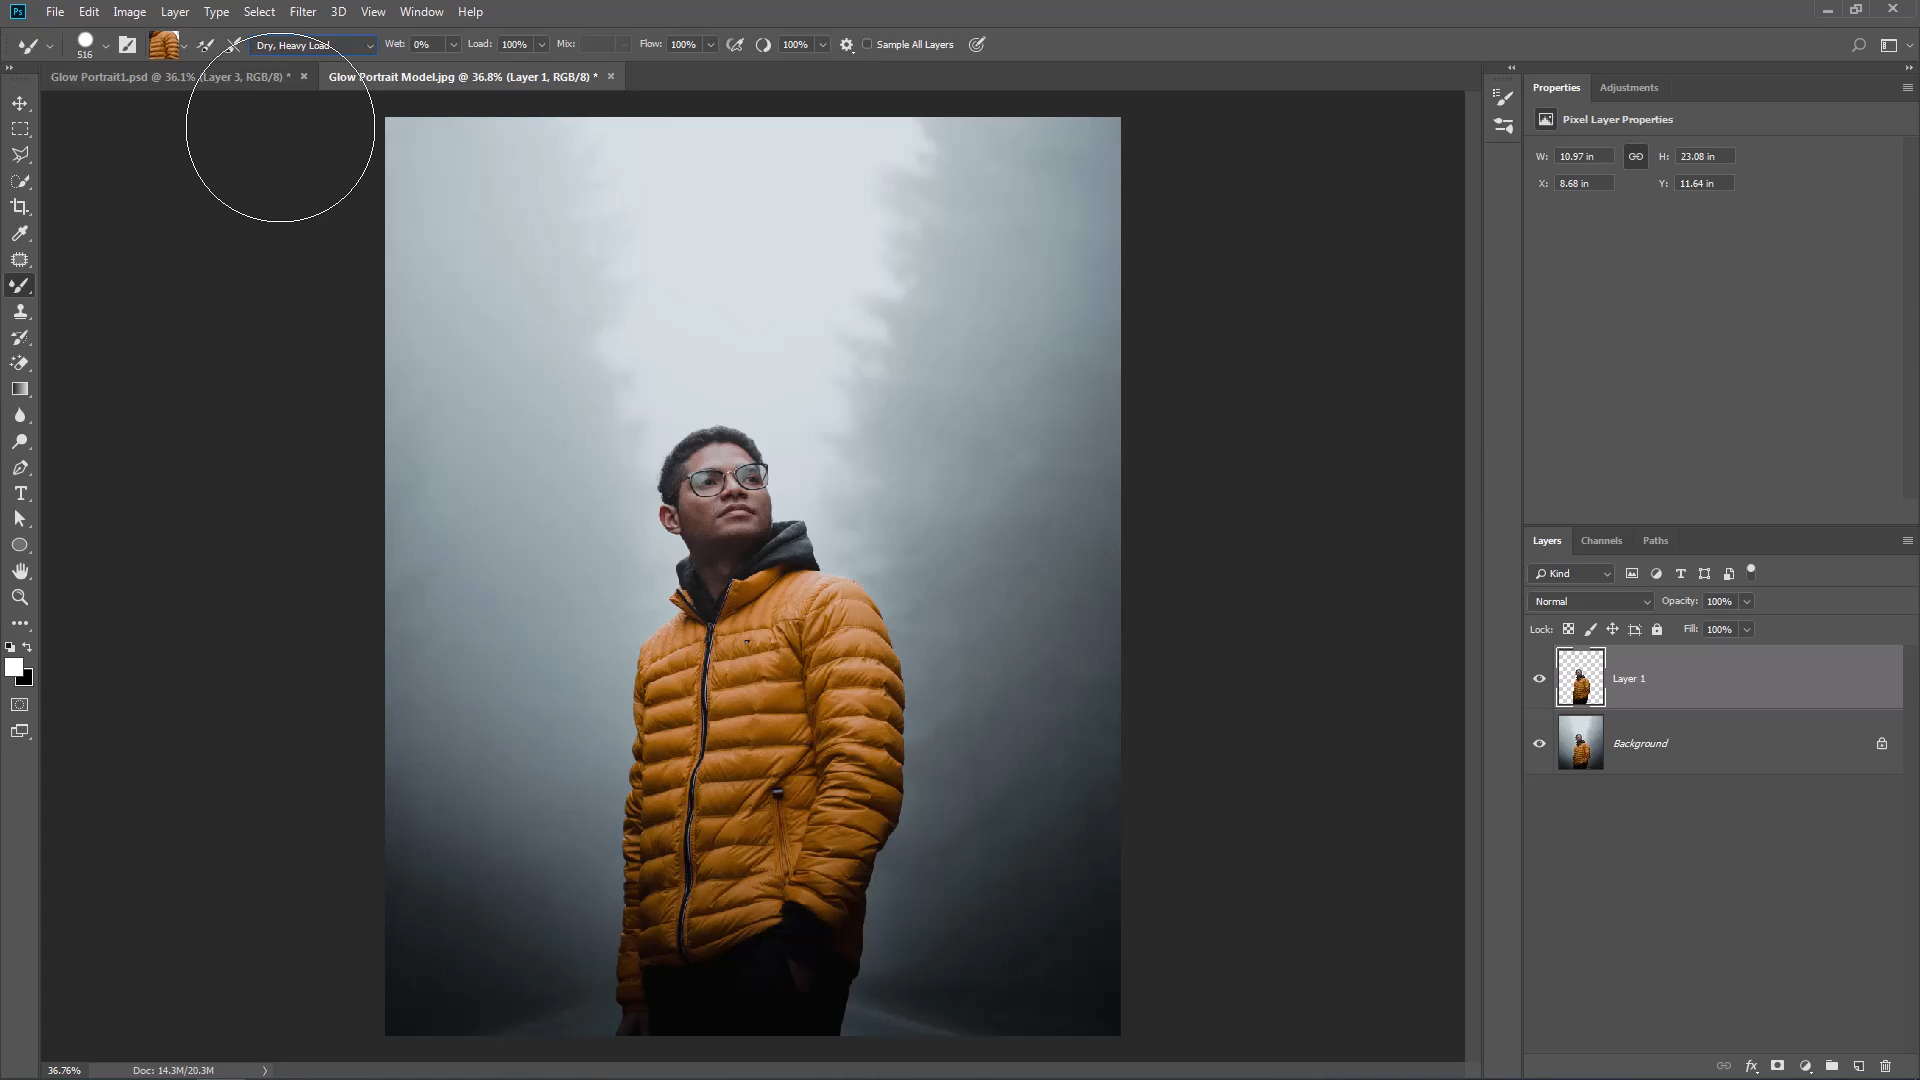 Ps File Edit Image Layer Type Select Filter 3D View Window Help
516 Dry, Heavy Load Wet: 0% Load: 100% Mix: Flow: 100% 100% Sample All Layers
Glow Portrait1.psd @ 36.1% (Layer 3, RGB/8) * × Glow Portrait Model.jpg @ 36.8% (Layer 1, RGB/8) * ×
Properties Adjustments
Pixel Layer Properties
W: 10.97 in H: 23.08 in
X: 8.68 in Y: 11.64 in
Layers Channels Paths
Kind
Normal Opacity: 100%
Lock: Fill: 100%
Layer 1
Background
36.76% Doc: 14.3M/20.3M